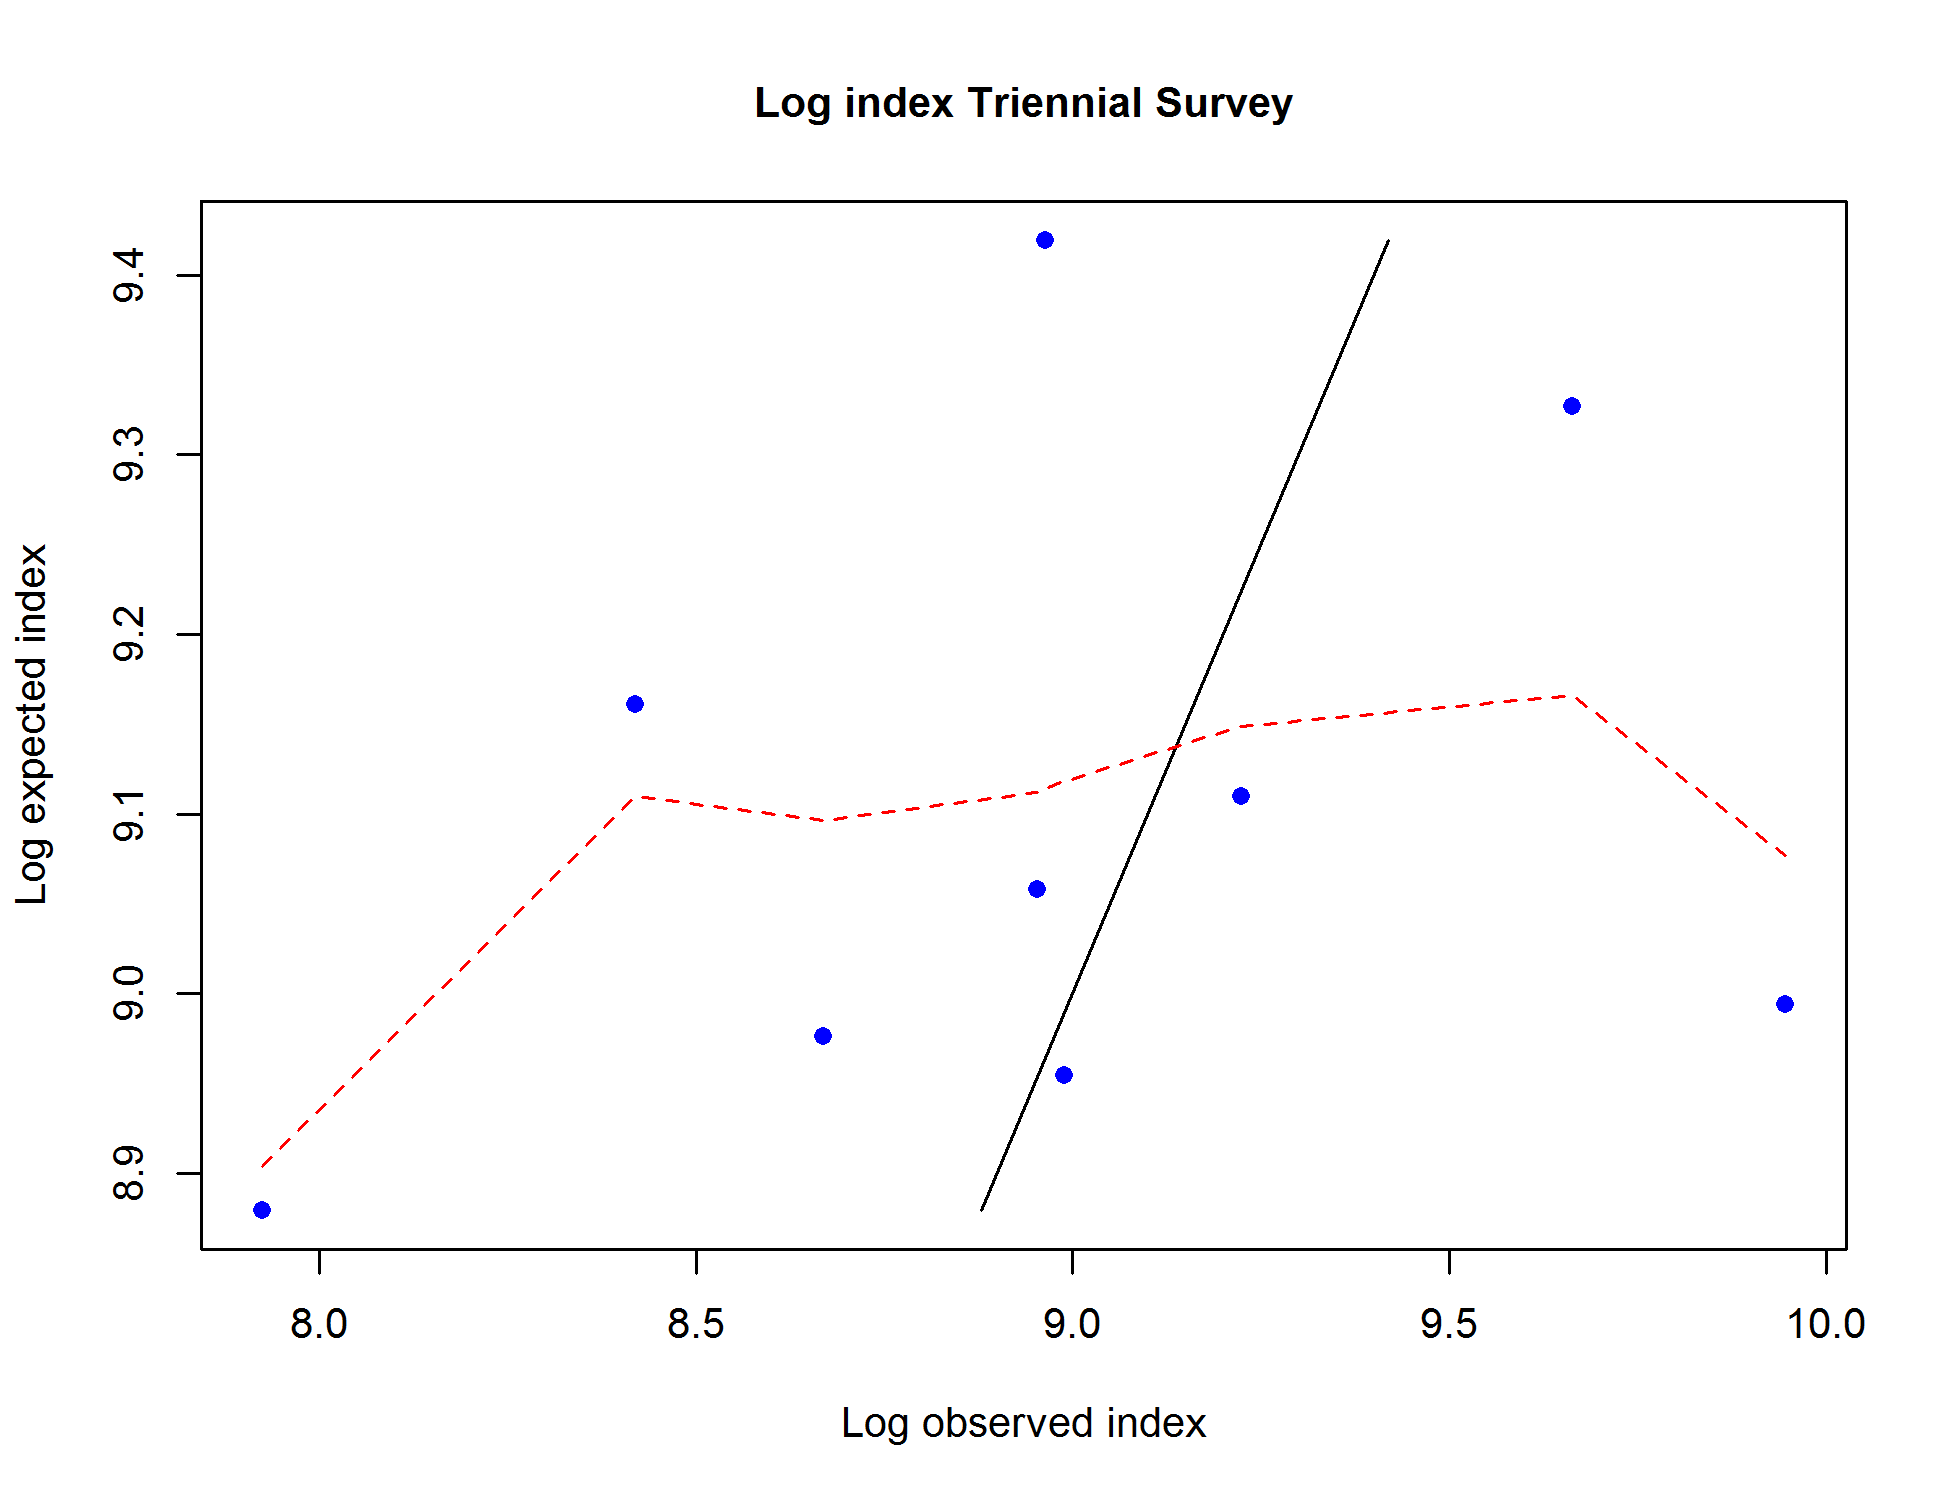 Log index Triennial Survey
Log expected index
9.4
9.3
9.2
9.1
9.0
8.9
8.0 8.5 9.0 9.5 10.0
Log observed index